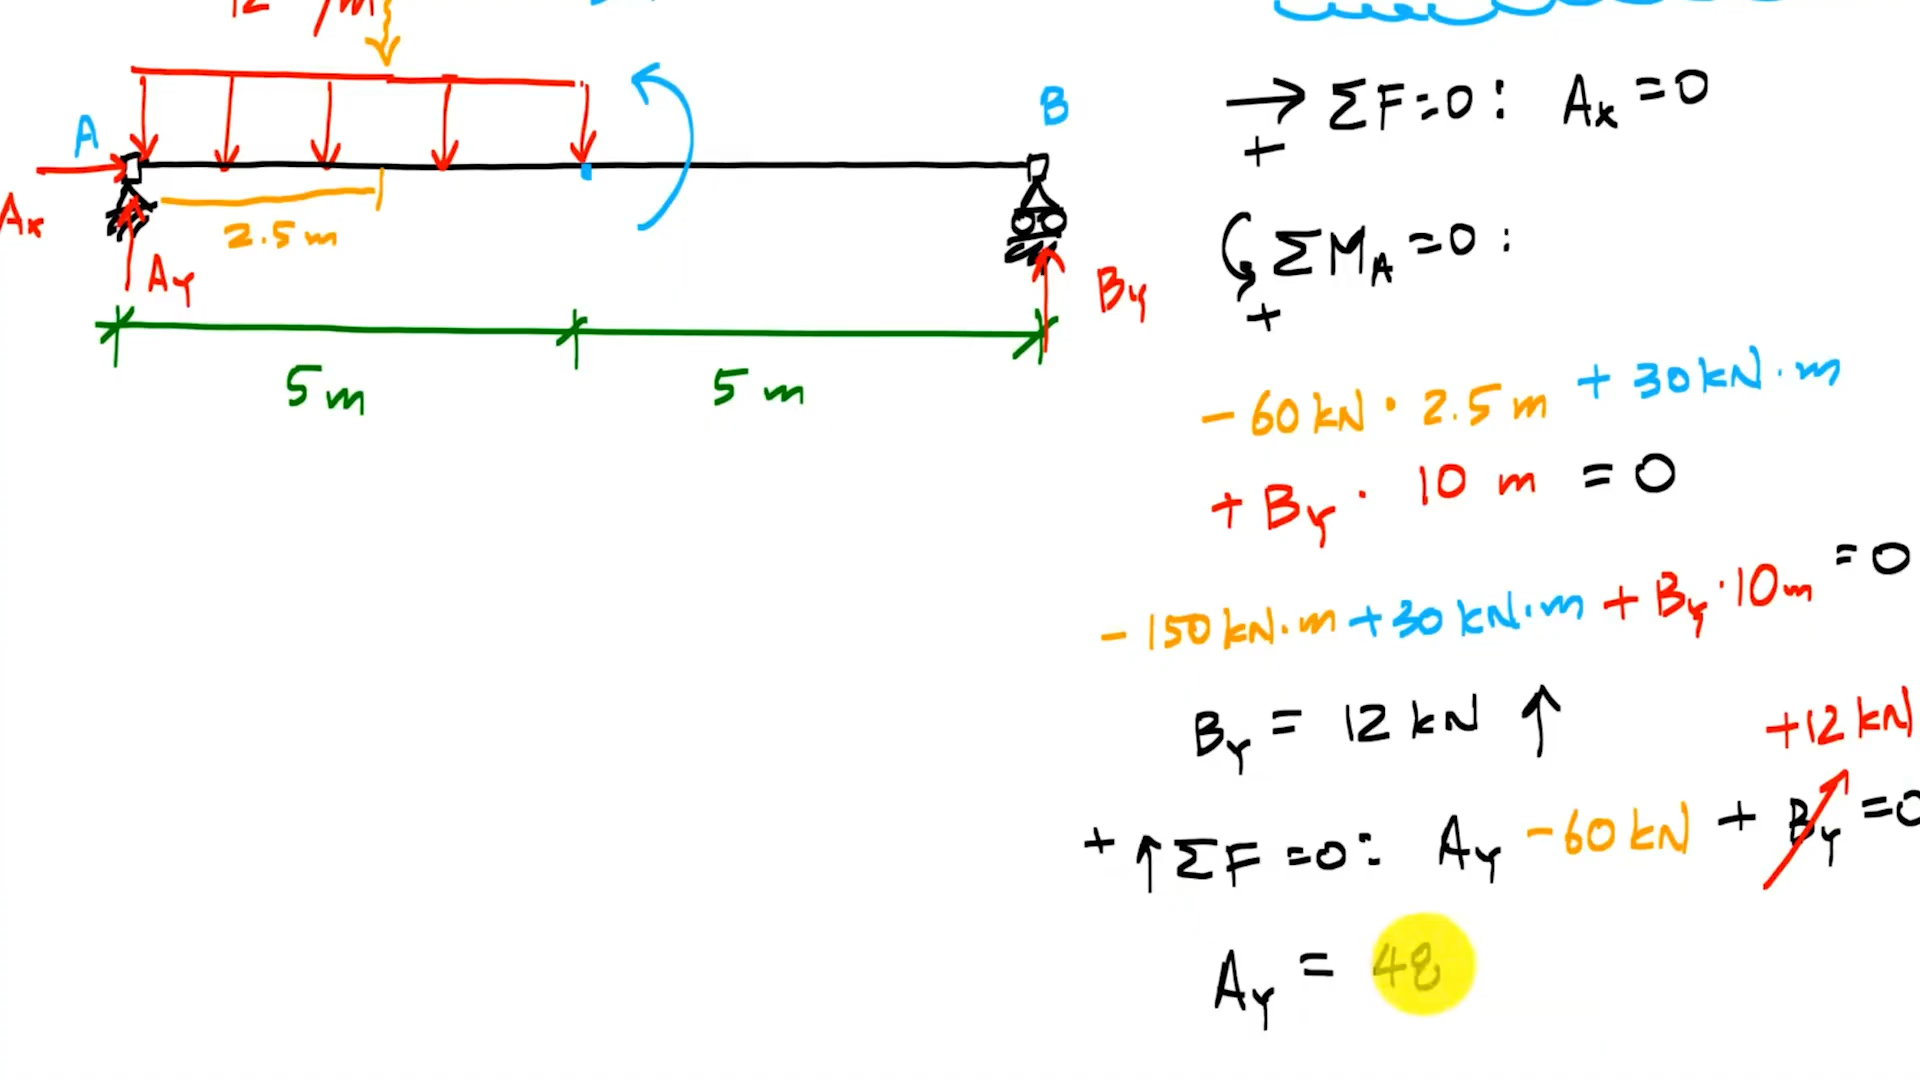 12 /m
A
B
Ax
2.5 m
Ay
By
5 m
5 m
→ + ΣF=0: Ax=0
+ ΣMA=0:
-60 kN · 2.5 m + 30 kN·m
+ By · 10 m = 0
-150 kN·m + 30 kN·m + By·10m = 0
By = 12 kN ↑
+12 kN
+ ↑ ΣF=0: Ay -60 kN + By = 0
Ay = 48